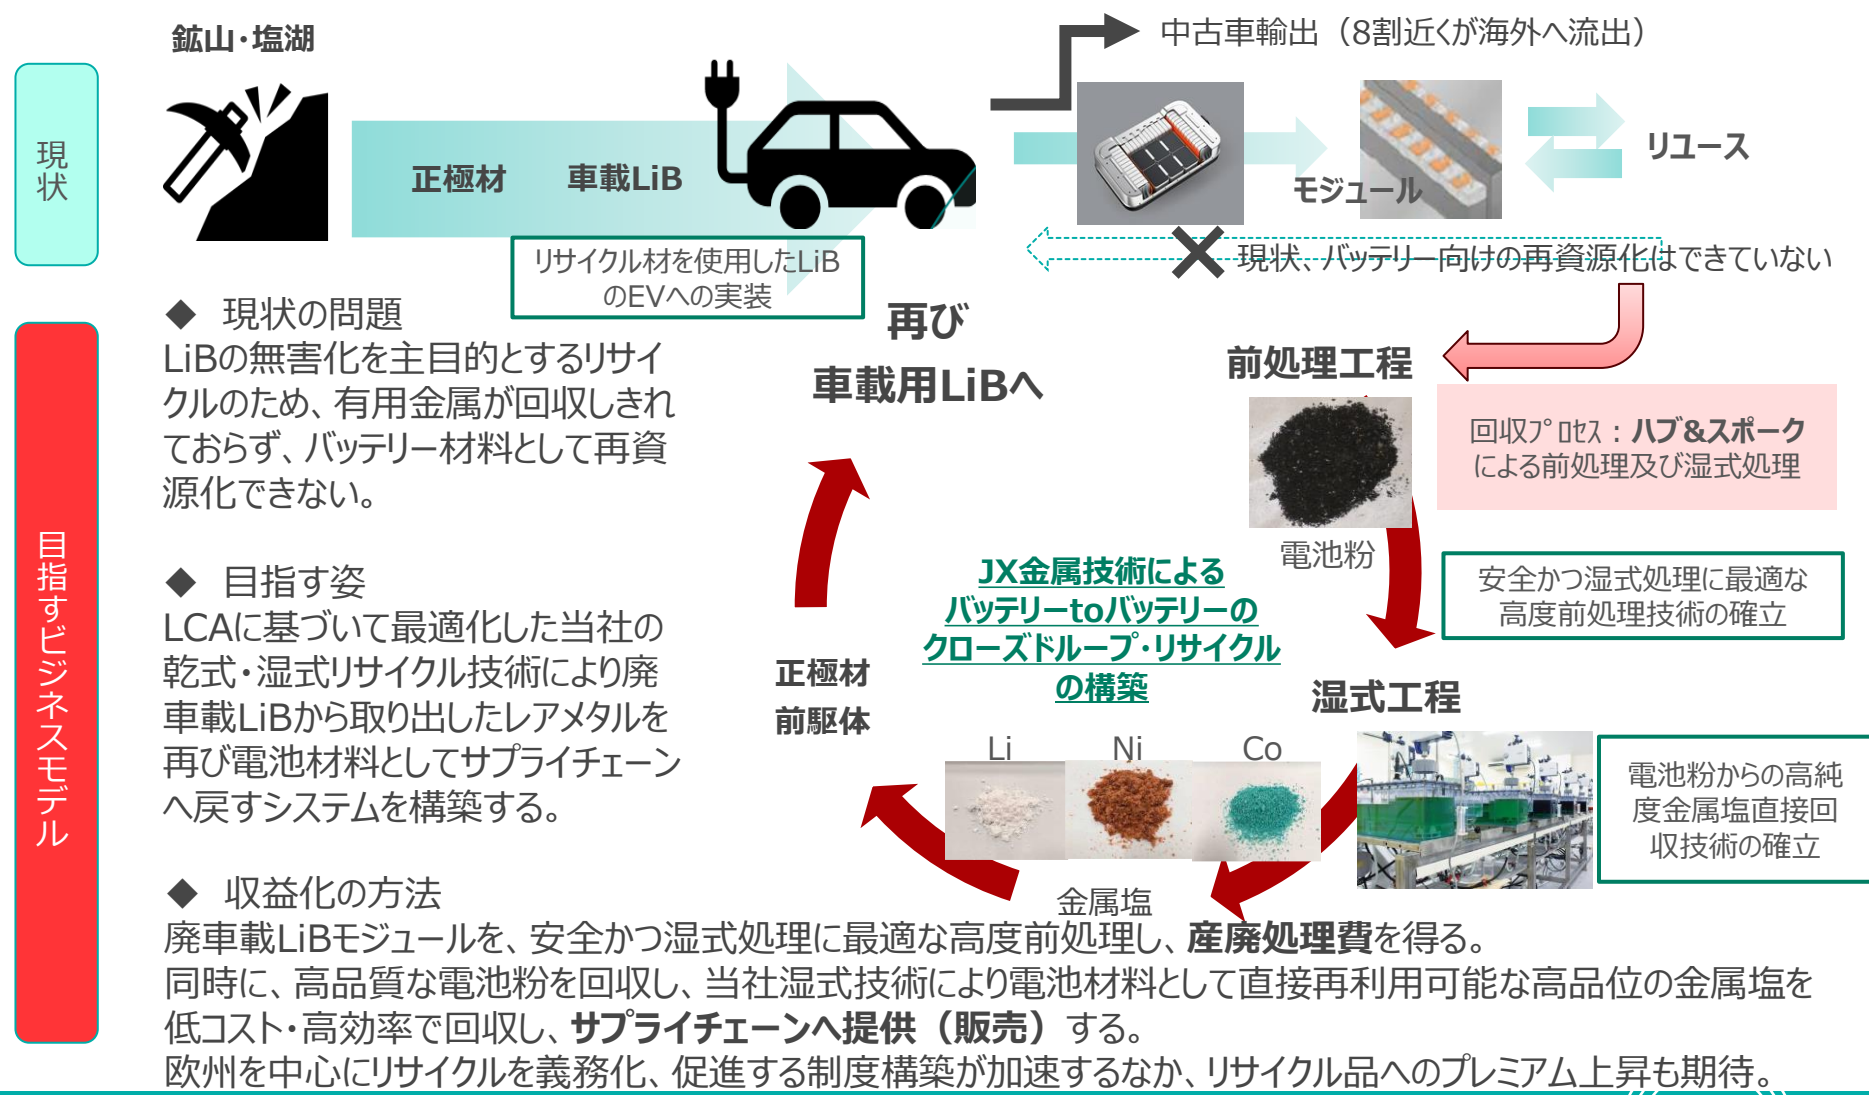 鉱山・塩湖
中古車輸出（8割近くが海外へ流出）
現状
正極材
車載LiB
モジュール
リユース
リサイクル材を使用したLiB
のEVへの実装
現状、バッテリー向けの再資源化はできていない
再び
車載用LiBへ
◆ 現状の問題
LiBの無害化を主目的とするリサイ
クルのため、有用金属が回収しきれ
ておらず、バッテリー材料として再資
源化できない。
前処理工程
回収プロセス：ハブ&スポーク
による前処理及び湿式処理
電池粉
安全かつ湿式処理に最適な
高度前処理技術の確立
目指すビジネスモデル
◆ 目指す姿
LCAに基づいて最適化した当社の
乾式・湿式リサイクル技術により廃
車載LiBから取り出したレアメタルを
再び電池材料としてサプライチェーン
へ戻すシステムを構築する。
JX金属技術による
バッテリーtoバッテリーの
クローズドループ・リサイクル
の構築
正極材
前駆体
湿式工程
Li
Ni
Co
電池粉からの高純
度金属塩直接回
収技術の確立
金属塩
◆ 収益化の方法
廃車載LiBモジュールを、安全かつ湿式処理に最適な高度前処理し、産廃処理費を得る。
同時に、高品質な電池粉を回収し、当社湿式技術により電池材料として直接再利用可能な高品位の金属塩を
低コスト・高効率で回収し、サプライチェーンへ提供（販売）する。
欧州を中心にリサイクルを義務化、促進する制度構築が加速するなか、リサイクル品へのプレミアム上昇も期待。